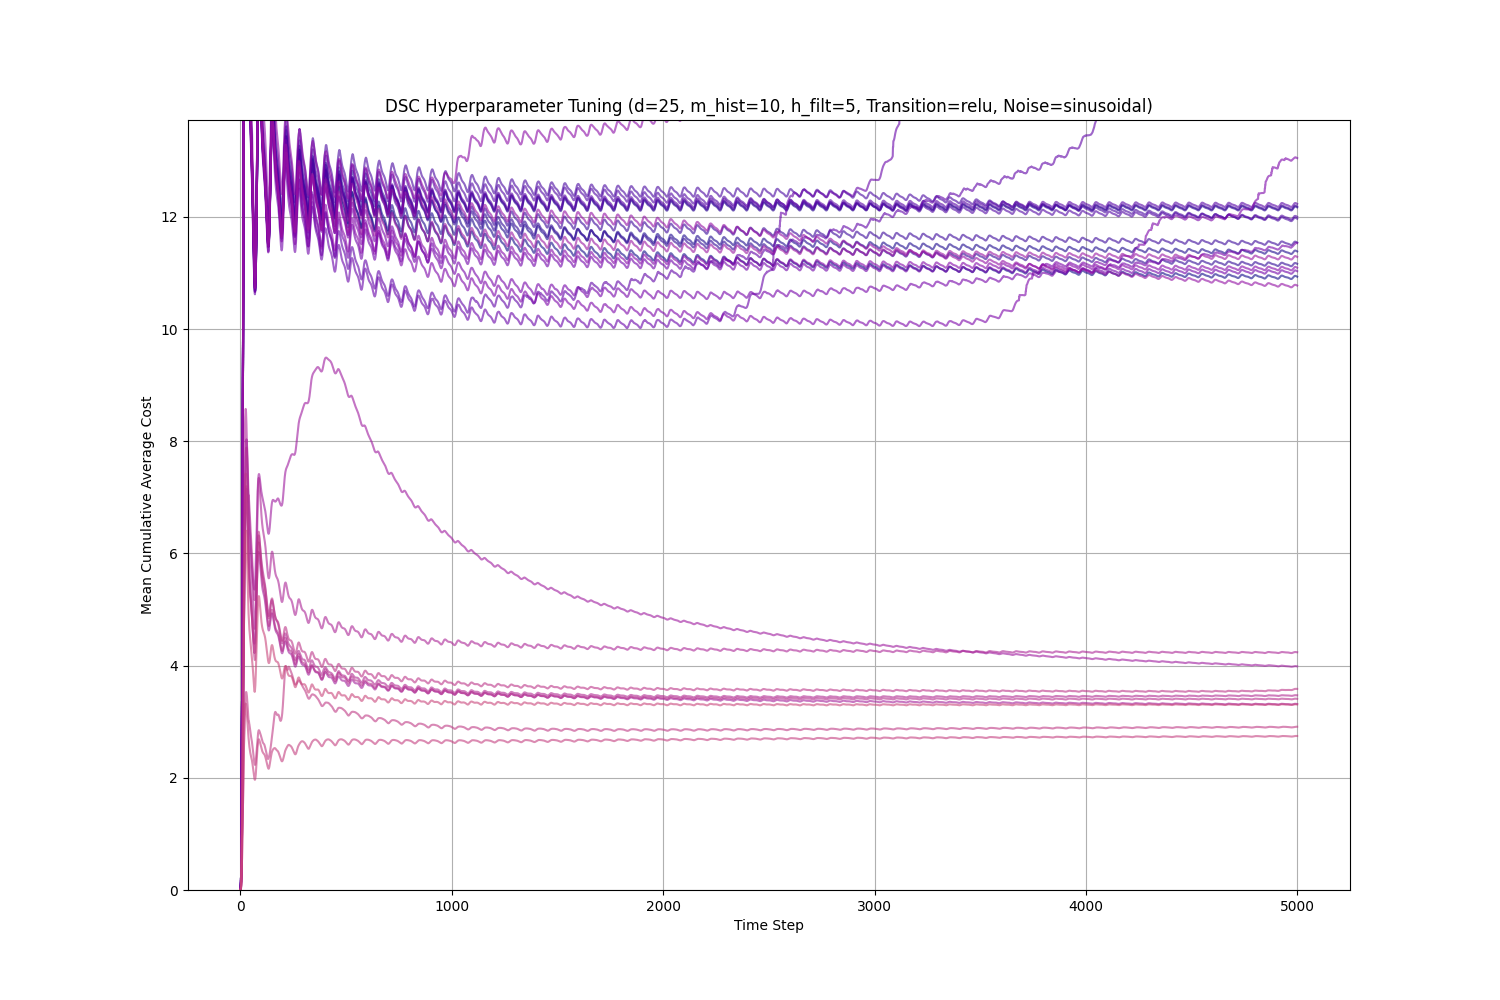 DSC Hyperparameter Tuning (d=25, m_hist=10, h_filt=5, Transition=relu, Noise=sinusoidal)
Mean Cumulative Average Cost
12
10
8
6
4
2
0
0 1000 2000 3000 4000 5000
Time Step